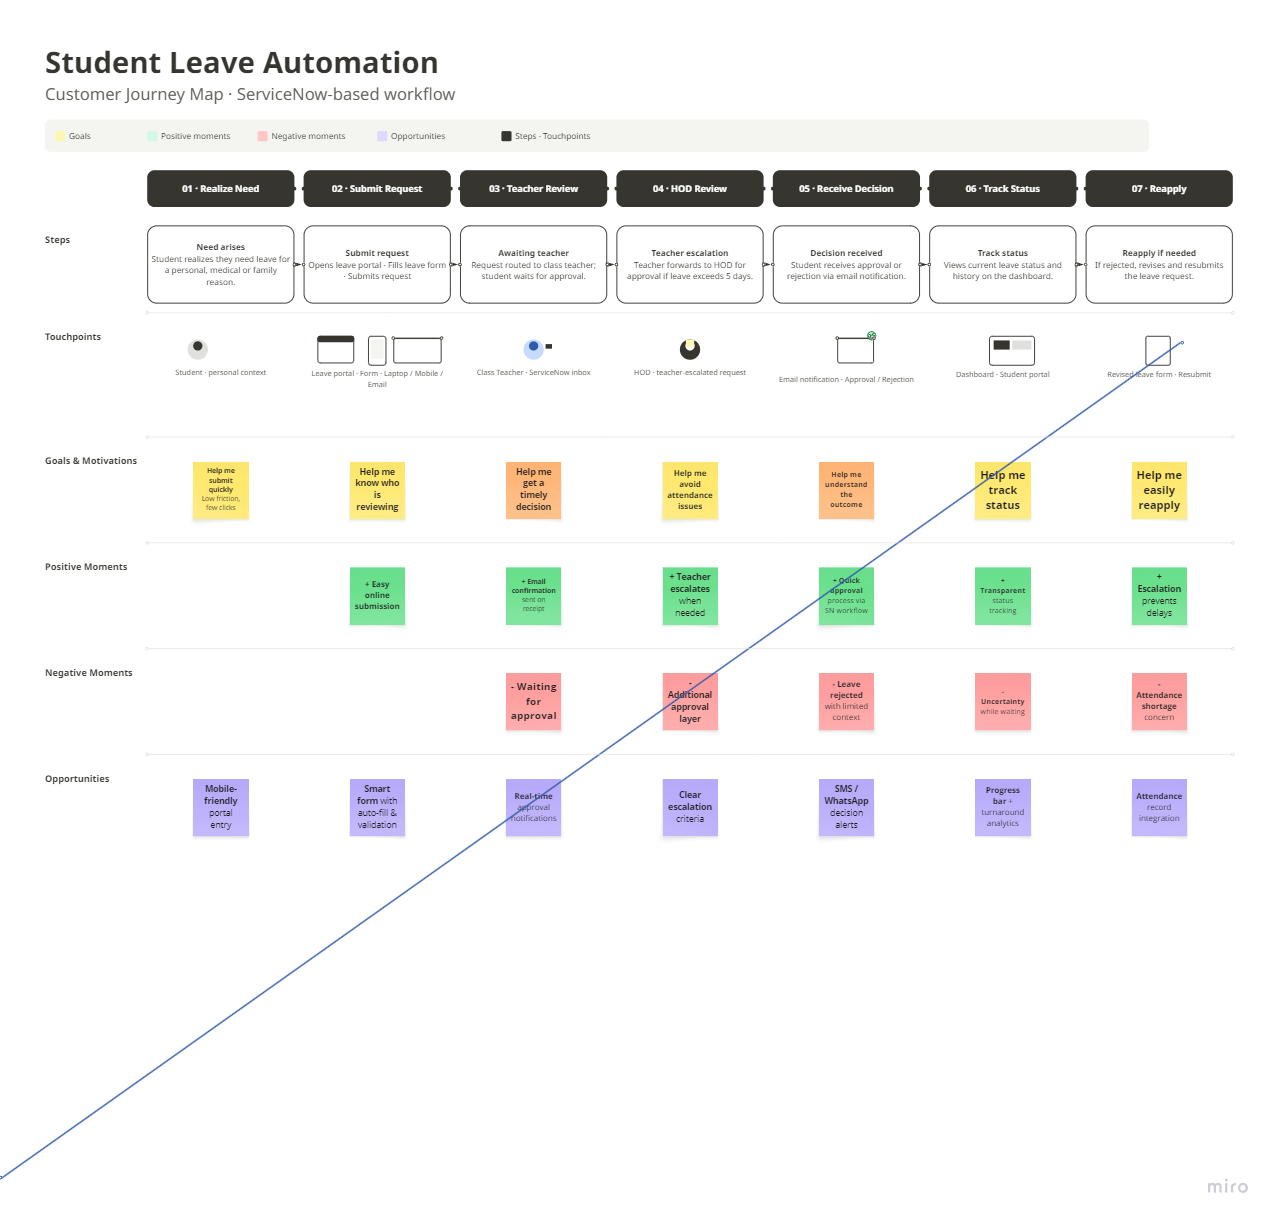 Student Leave Automation
Customer Journey Map · ServiceNow-based workflow
Goals
Positive moments
Negative moments
Opportunities
Steps - Touchpoints
01 · Realize Need
02 · Submit Request
03 · Teacher Review
04 · HOD Review
05 · Receive Decision
06 · Track Status
07 · Reapply
Steps
Need arises
Student realizes they need leave for
a personal, medical or family
reason.
Submit request
Opens leave portal · Fills leave form
· Submits request
Awaiting teacher
Request routed to class teacher;
student waits for approval.
Teacher escalation
Teacher forwards to HOD for
approval if leave exceeds 5 days.
Decision received
Student receives approval or
rejection via email notification.
Track status
Views current leave status and
history on the dashboard.
Reapply if needed
If rejected, revises and resubmits
the leave request.
Touchpoints
Student · personal context
Leave portal · Form · Laptop / Mobile /
Email
Class Teacher · ServiceNow inbox
HOD · teacher-escalated request
Email notification · Approval / Rejection
Dashboard · Student portal
Revised leave form · Resubmit
Goals & Motivations
Help me
submit
quickly
Low friction,
few clicks
Help me
know who
is
reviewing
Help me
get a
timely
decision
Help me
avoid
attendance
issues
Help me
understand
the
outcome
Help me
track
status
Help me
easily
reapply
Positive Moments
+ Easy
online
submission
+ Email
confirmation
sent on
receipt
+ Teacher
escalates
when
needed
+ Quick
approval
process via
SN workflow
+
Transparent
status
tracking
+
Escalation
prevents
delays
Negative Moments
- Waiting
for
approval
-
Additional
approval
layer
- Leave
rejected
with limited
context
-
Uncertainty
while waiting
-
Attendance
shortage
concern
Opportunities
Mobile-
friendly
portal
entry
Smart
form with
auto-fill &
validation
Real-time
approval
notifications
Clear
escalation
criteria
SMS /
WhatsApp
decision
alerts
Progress
bar +
turnaround
analytics
Attendance
record
integration
miro